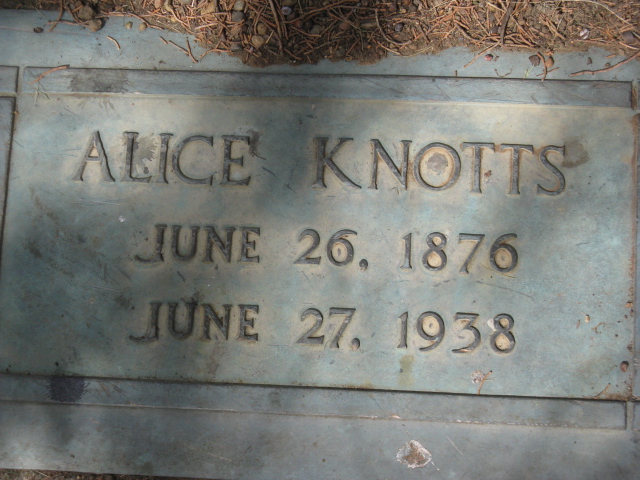 ALICE KNOTTS
JUNE 26, 1876
JUNE 27, 1938